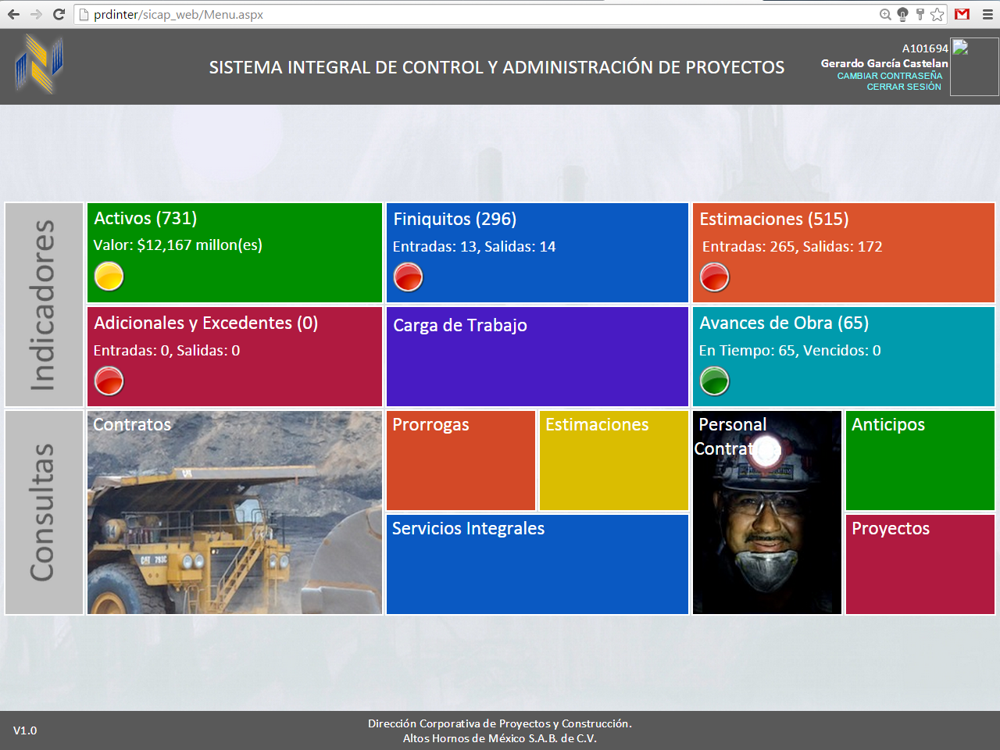 prdinter/sicap_web/Menu.aspx
SISTEMA INTEGRAL DE CONTROL Y ADMINISTRACIÓN DE PROYECTOS
A101694
Gerardo García Castelan
CAMBIAR CONTRASEÑA
CERRAR SESIÓN
Indicadores
Activos (731)
Valor: $12,167 millon(es)
Finiquitos (296)
Entradas: 13, Salidas: 14
Estimaciones (515)
Entradas: 265, Salidas: 172
Adicionales y Excedentes (0)
Entradas: 0, Salidas: 0
Carga de Trabajo
Avances de Obra (65)
En Tiempo: 65, Vencidos: 0
Consultas
Contratos
CAT 793C
Prorrogas
Estimaciones
Servicios Integrales
Personal
Contratista
Anticipos
Proyectos
V1.0
Dirección Corporativa de Proyectos y Construcción.
Altos Hornos de México S.A.B. de C.V.